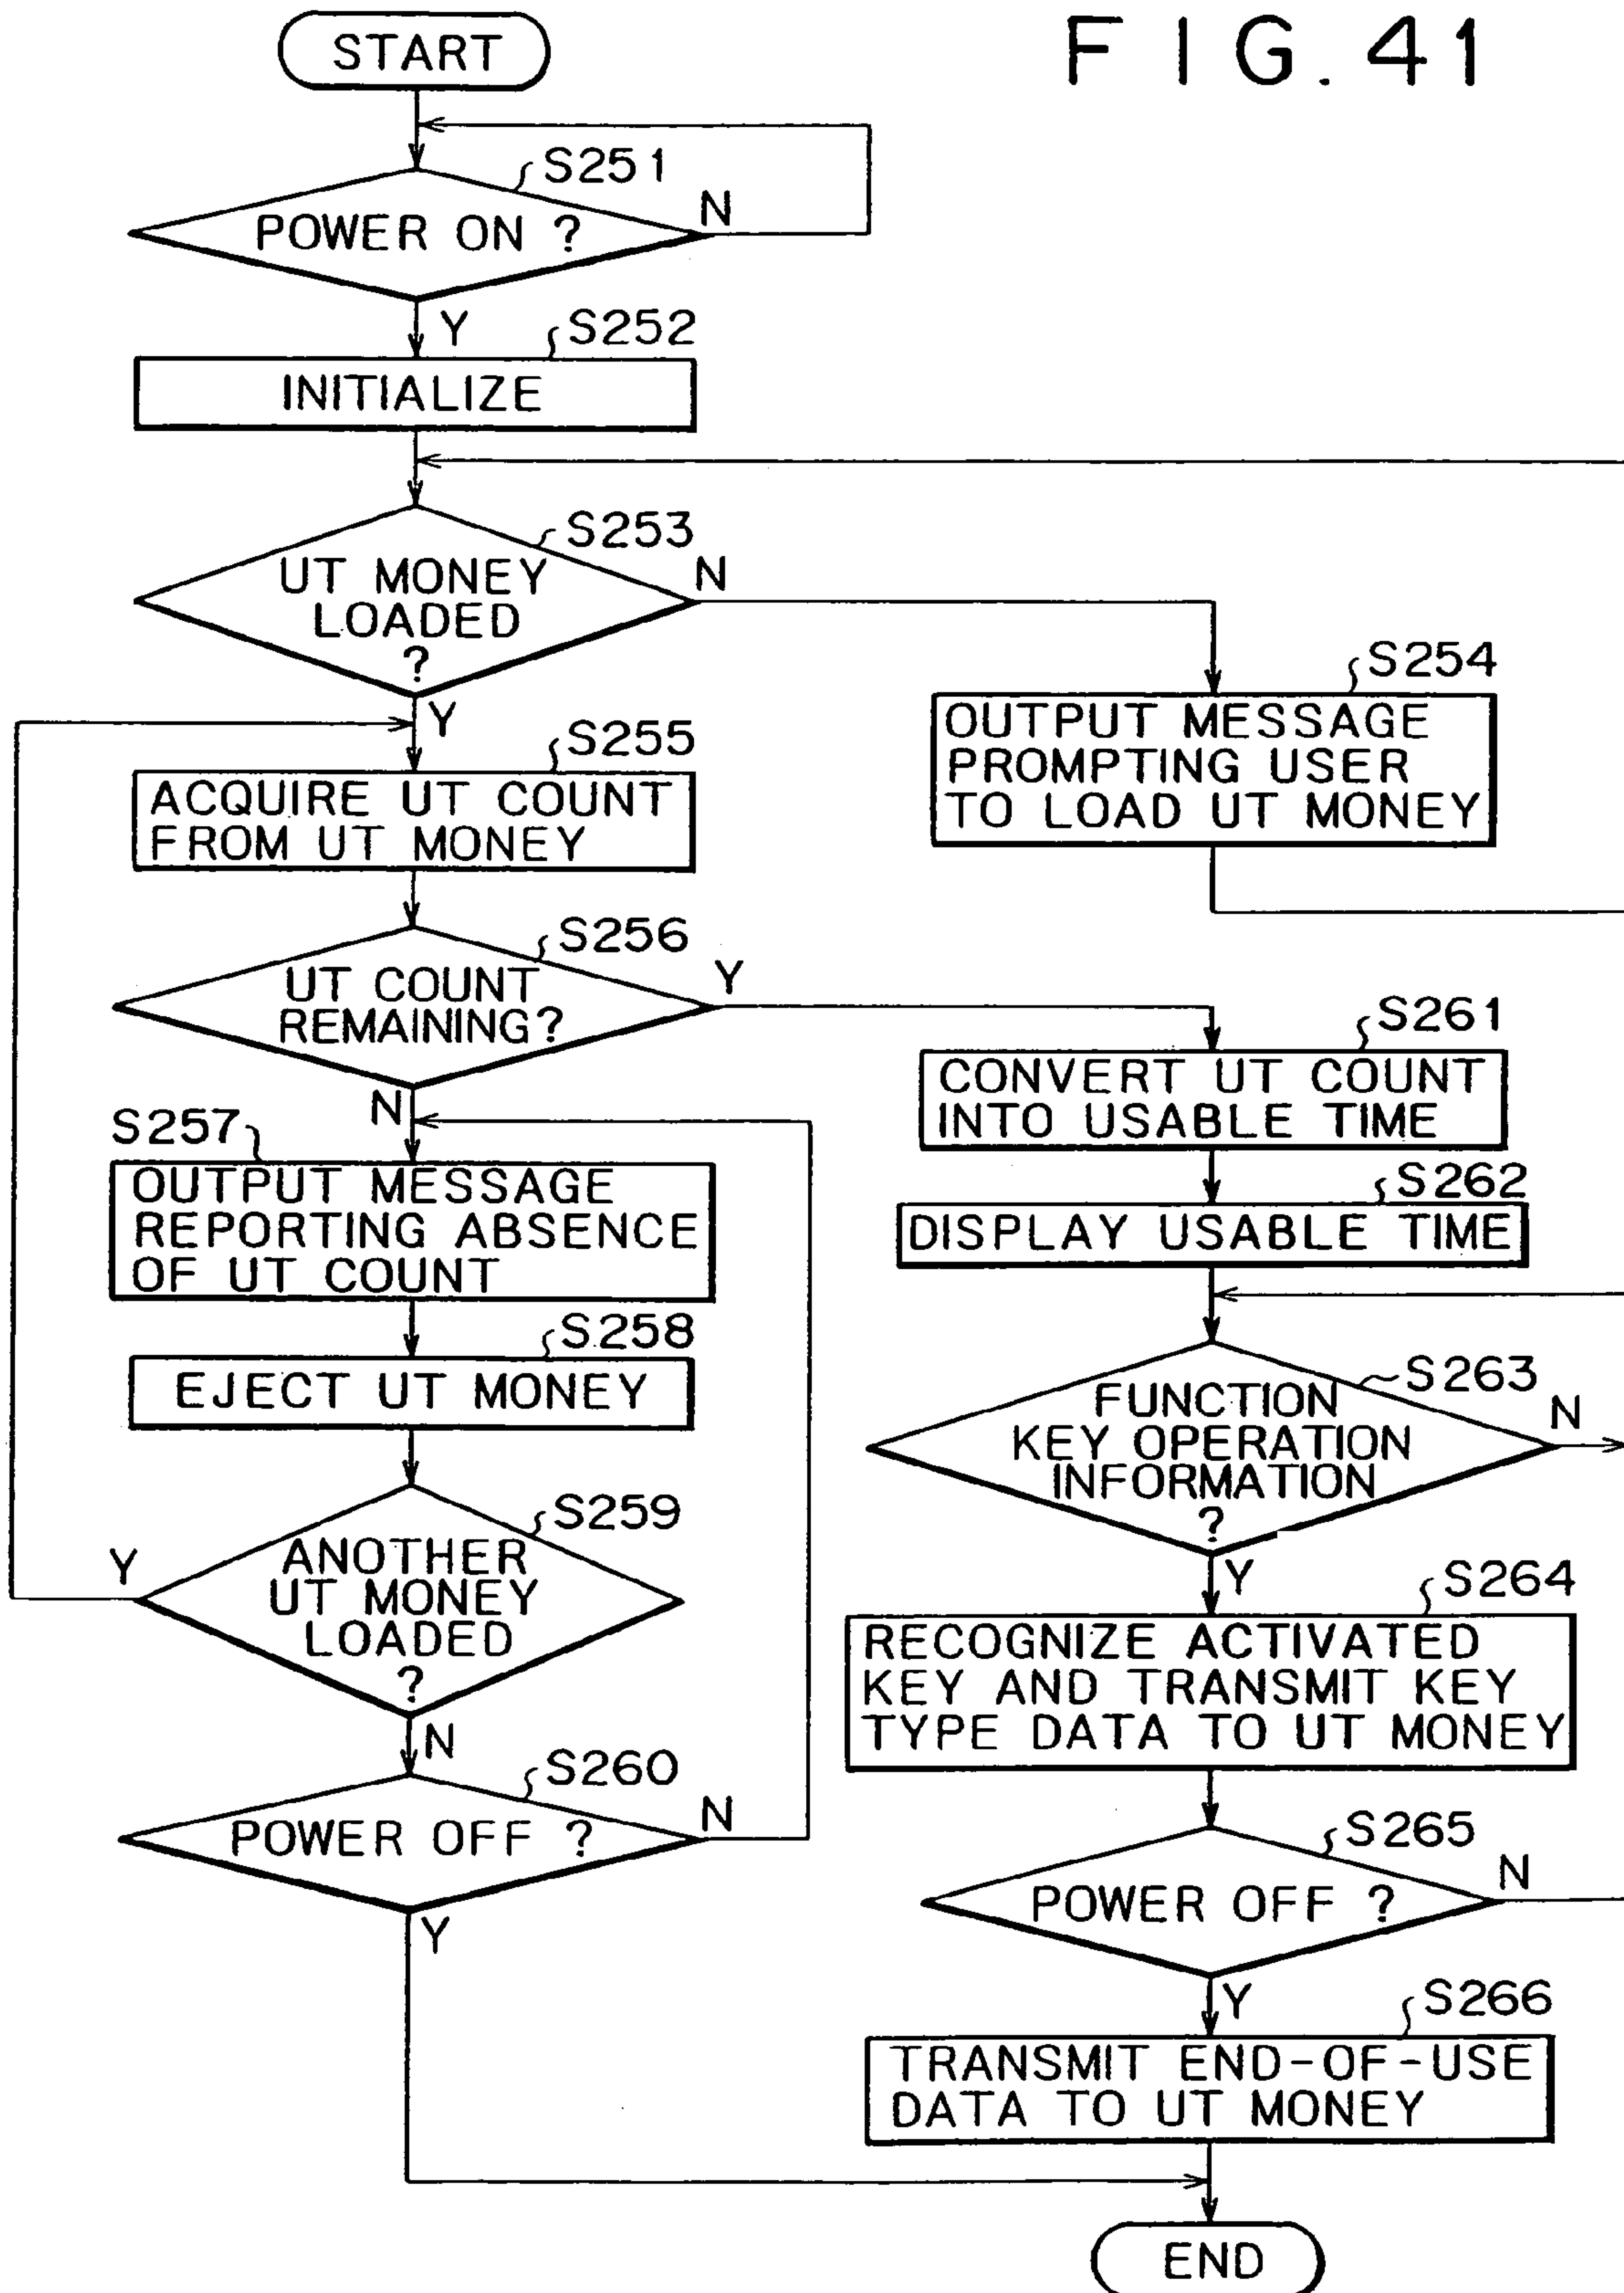 FIG. 41
START
S251
POWER ON ?
N
Y
S252
INITIALIZE
S253
UT MONEY
LOADED
?
N
Y
S254
OUTPUT MESSAGE
PROMPTING USER
TO LOAD UT MONEY
S255
ACQUIRE UT COUNT
FROM UT MONEY
S256
UT COUNT
REMAINING?
Y
N
S257
OUTPUT MESSAGE
REPORTING ABSENCE
OF UT COUNT
S258
EJECT UT MONEY
S259
ANOTHER
UT MONEY
LOADED
?
Y
N
S260
POWER OFF ?
N
Y
S261
CONVERT UT COUNT
INTO USABLE TIME
S262
DISPLAY USABLE TIME
S263
FUNCTION
KEY OPERATION
INFORMATION
?
N
Y
S264
RECOGNIZE ACTIVATED
KEY AND TRANSMIT KEY
TYPE DATA TO UT MONEY
S265
POWER OFF ?
N
Y
S266
TRANSMIT END-OF-USE
DATA TO UT MONEY
END